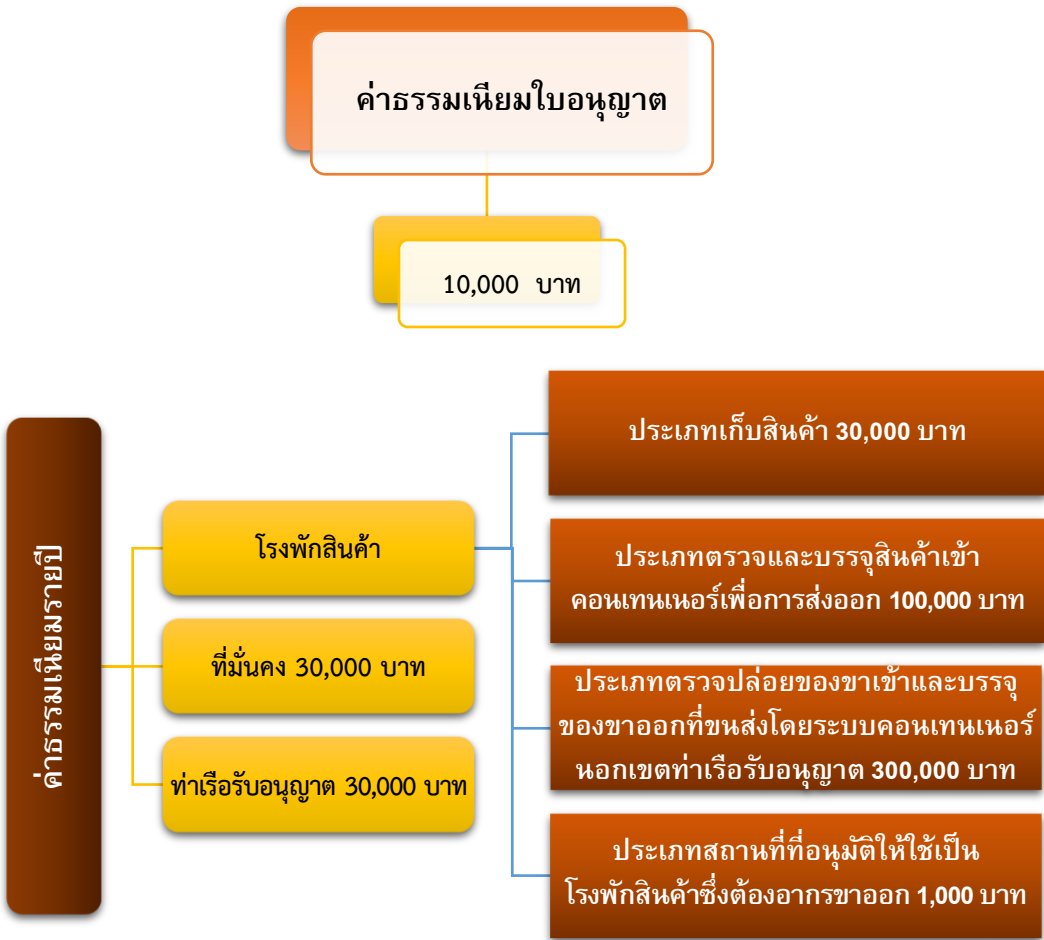 ค่าธรรมเนียมใบอนุญาต
10,000 บาท
ค่าธรรมเนียมรายปี
โรงพักสินค้า
ที่มั่นคง 30,000 บาท
ท่าเรือรับอนุญาต 30,000 บาท
ประเภทเก็บสินค้า 30,000 บาท
ประเภทตรวจและบรรจุสินค้าเข้า
คอนเทนเนอร์เพื่อการส่งออก 100,000 บาท
ประเภทตรวจปล่อยของขาเข้าและบรรจุ
ของขาออกที่ขนส่งโดยระบบคอนเทนเนอร์
นอกเขตท่าเรือรับอนุญาต 300,000 บาท
ประเภทสถานที่ที่อนุมัติให้ใช้เป็น
โรงพักสินค้าซึ่งต้องอากรขาออก 1,000 บาท